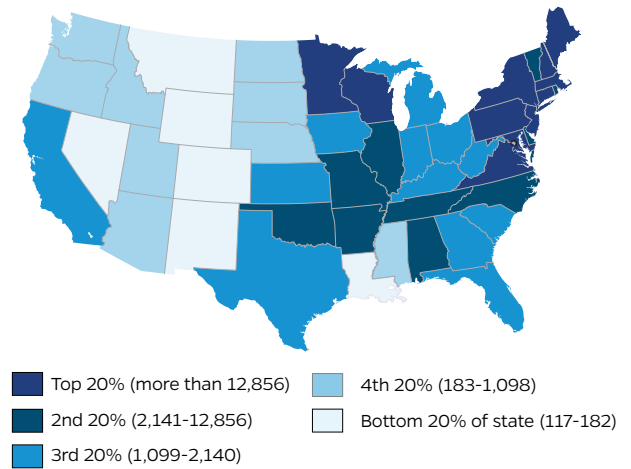 Top 20% (more than 12,856)
2nd 20% (2,141-12,856)
3rd 20% (1,099-2,140)
4th 20% (183-1,098)
Bottom 20% of state (117-182)